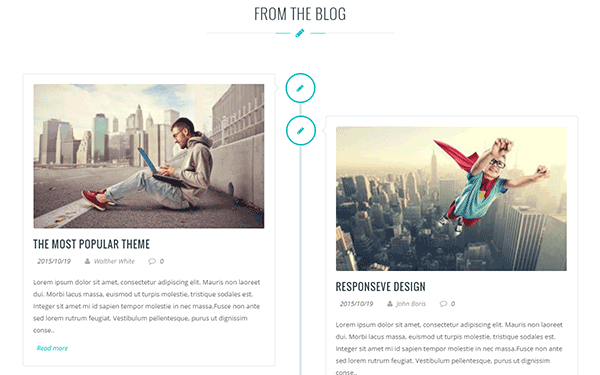 FROM THE BLOG
THE MOST POPULAR THEME
2015/10/19 Walther White 0
Lorem ipsum dolor sit amet, consectetur adipiscing elit. Mauris non laoreet
dui. Morbi lacus massa, euismod ut turpis molestie, tristique sodales est.
Integer sit amet mi id sapien tempor molestie in nec massa.Fusce non ante
sed lorem rutrum feugiat. Vestibulum pellentesque, purus ut dignissim
conse..
Read more
RESPONSEVE DESIGN
2015/10/19 John Boris 0
Lorem ipsum dolor sit amet, consectetur adipiscing elit. Mauris non laoreet
dui. Morbi lacus massa, euismod ut turpis molestie, tristique sodales est.
Integer sit amet mi id sapien tempor molestie in nec massa.Fusce non ante
sed lorem rutrum feugiat. Vestibulum pellentesque, purus ut dignissim
conse..